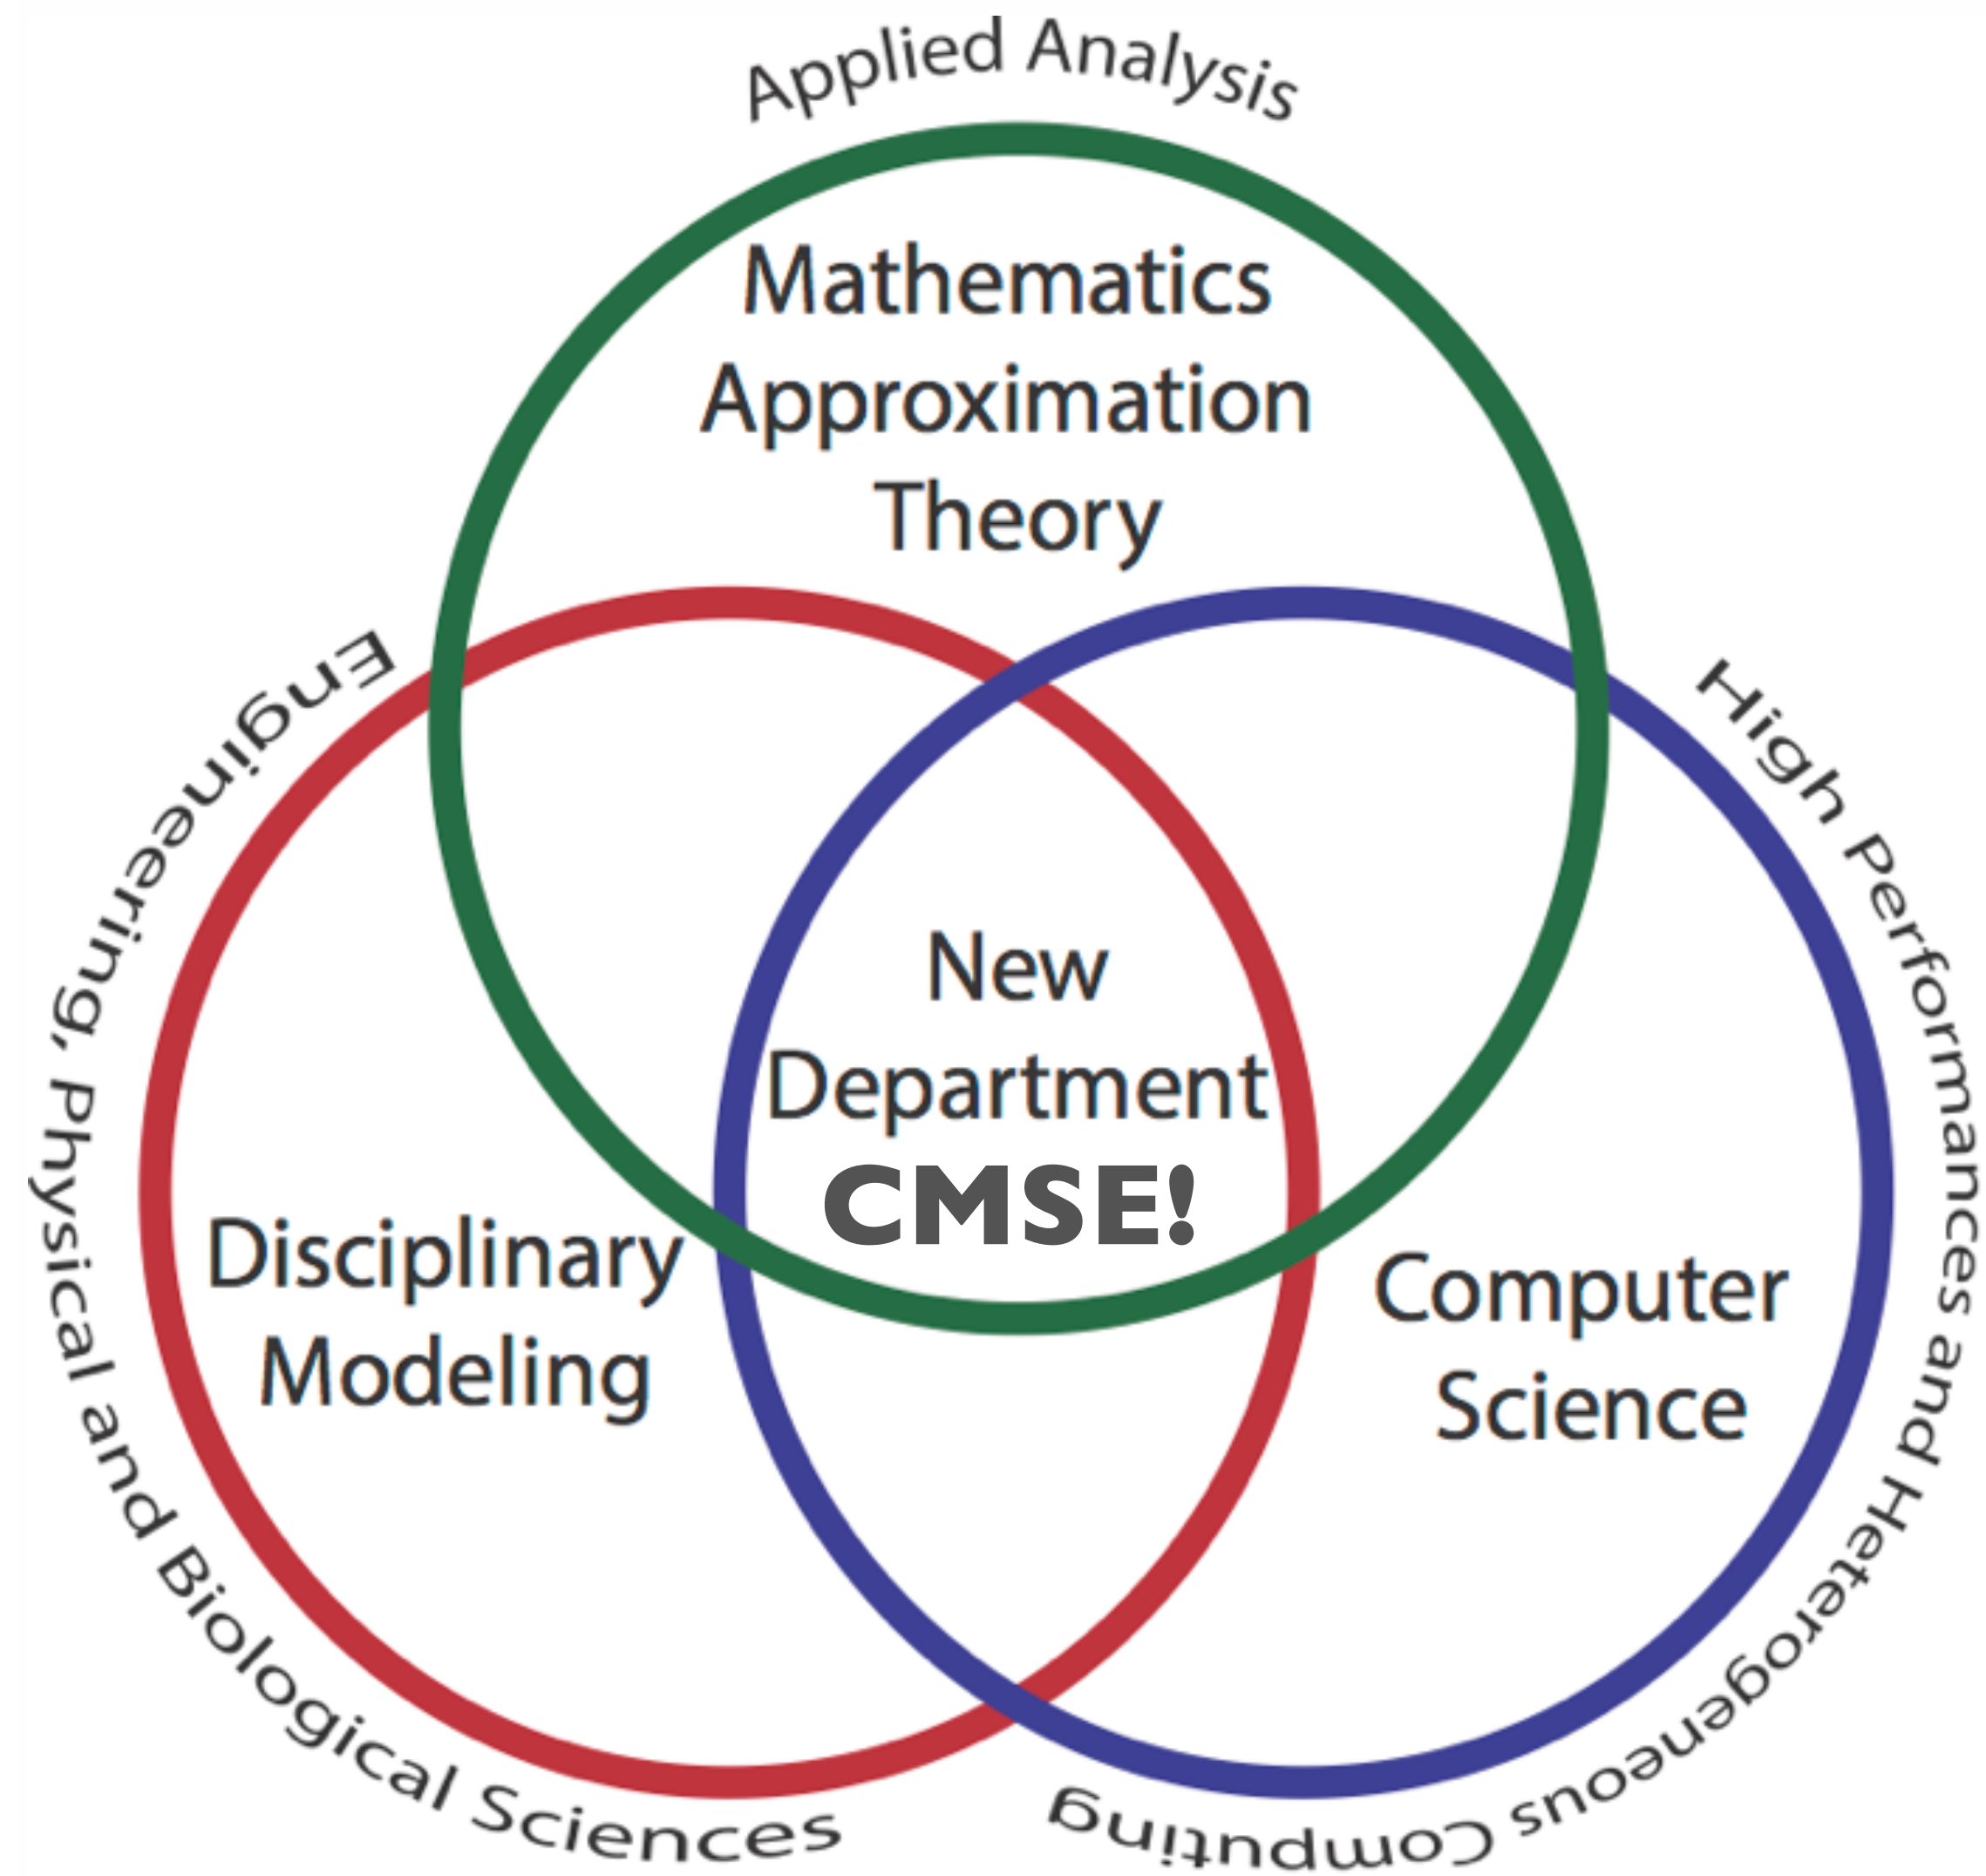 Applied Analysis
Mathematics
Approximation
Theory
Engineering, Physical and Biological Sciences
High Performances and Heterogeneous Computing
New
Department
CMSE!
Disciplinary
Modeling
Computer
Science